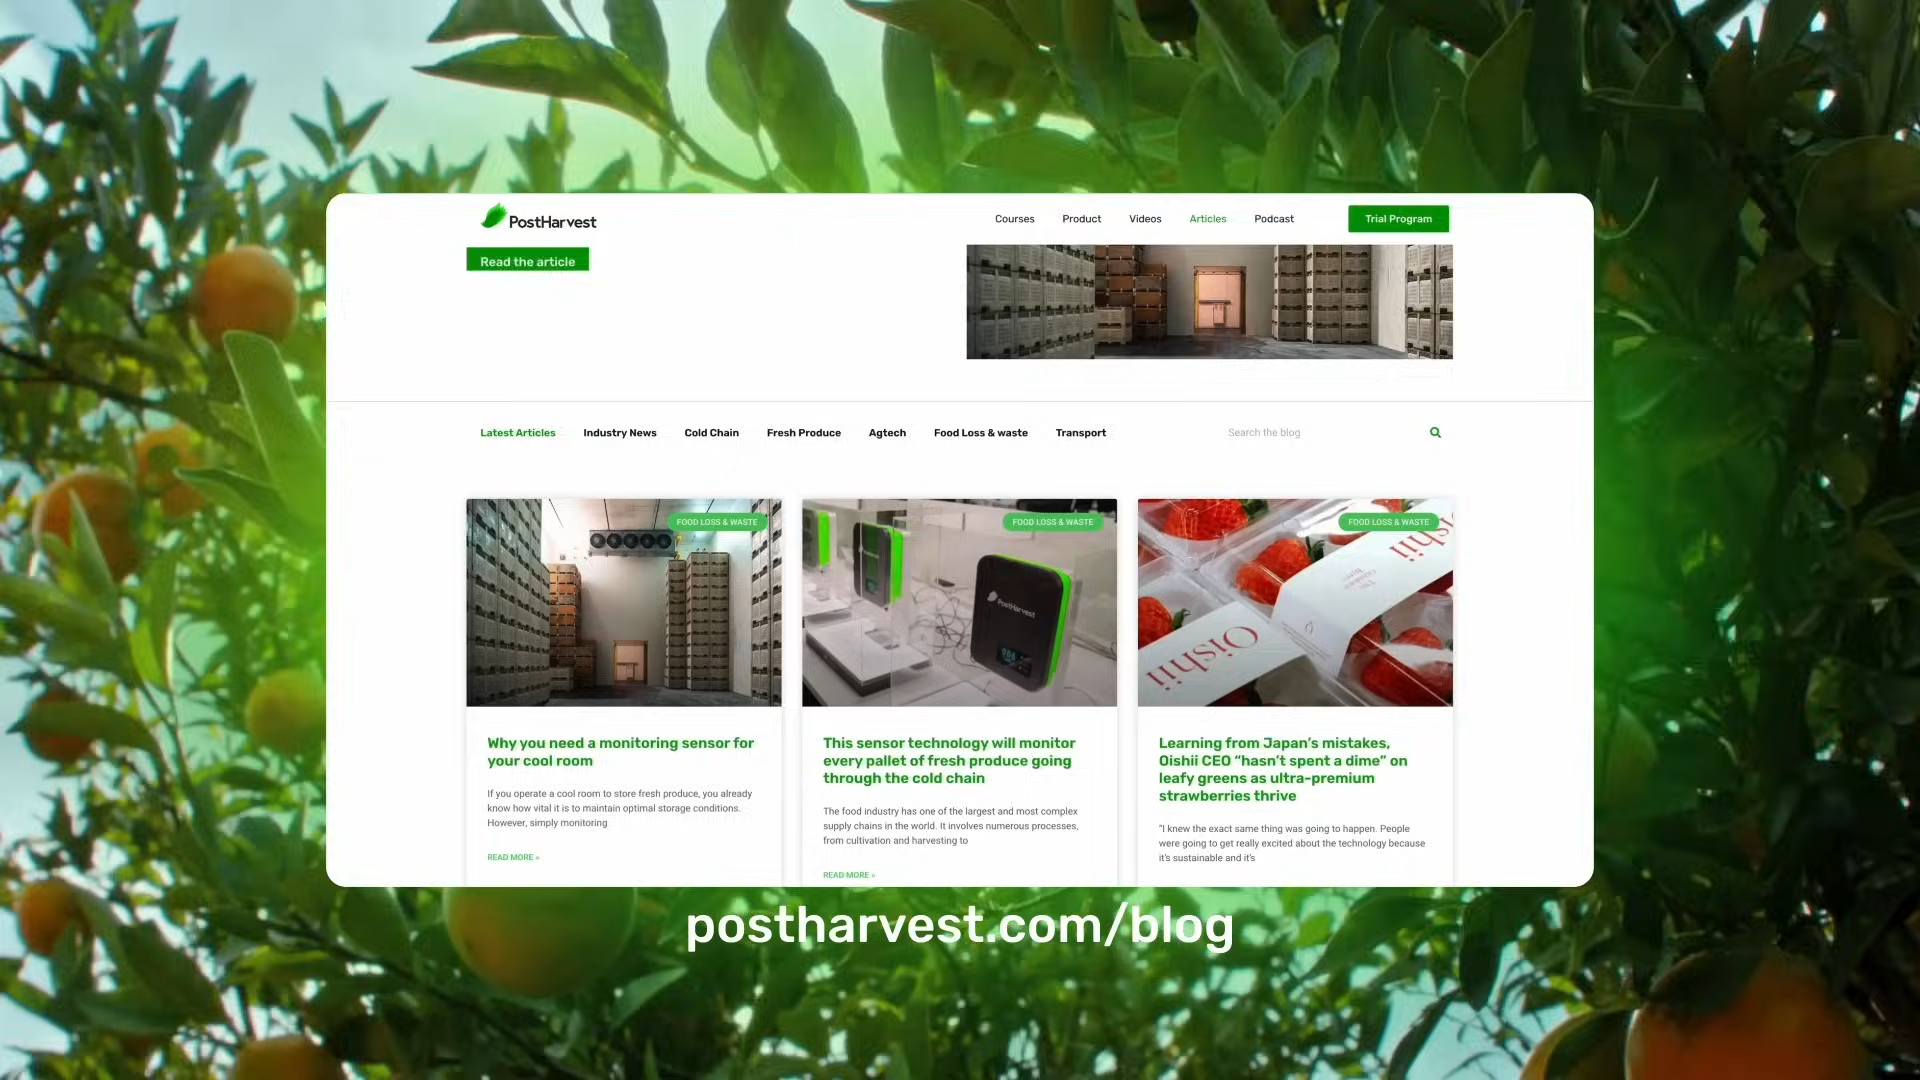 PostHarvest
Courses Product Videos Articles Podcast Trial Program
Read the article
Latest Articles Industry News Cold Chain Fresh Produce Agtech Food Loss & waste Transport Search the blog
FOOD LOSS & WASTE
FOOD LOSS & WASTE
PostHarvest
FOOD LOSS & WASTE
Oishii
Oishii
Why you need a monitoring sensor for
your cool room
If you operate a cool room to store fresh produce, you already
know how vital it is to maintain optimal storage conditions.
However, simply monitoring
READ MORE »
This sensor technology will monitor
every pallet of fresh produce going
through the cold chain
The food industry has one of the largest and most complex
supply chains in the world. It involves numerous processes,
from cultivation and harvesting to
READ MORE »
Learning from Japan’s mistakes,
Oishii CEO “hasn’t spent a dime” on
leafy greens as ultra-premium
strawberries thrive
“I knew the exact same thing was going to happen. People
were going to get really excited about the technology because
it’s sustainable and it’s
postharvest.com/blog